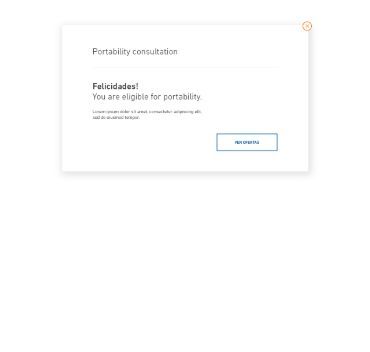 Portability consultation
Felicidades!
You are eligible for portability.
Lorem ipsum dolor sit amet, consectetur adipiscing elit,
sed do eiusmod tempor.
VER OFERTAS